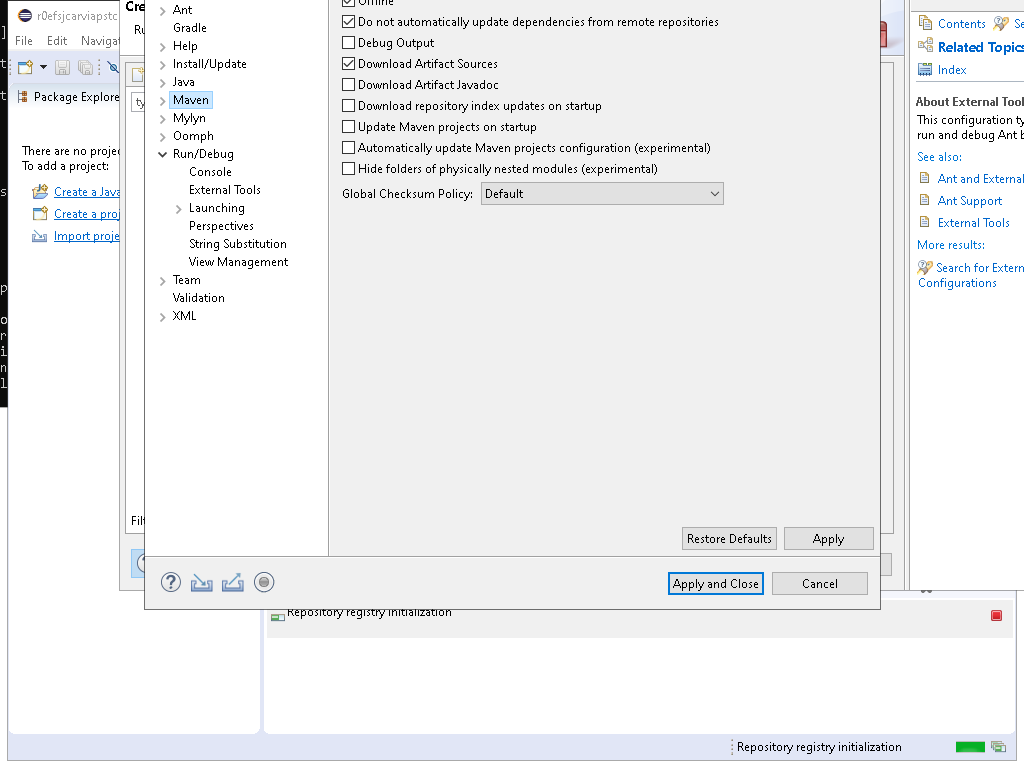 r0efsjcarviapstc
File Edit Navigat
Package Explore
There are no projec
To add a project:
Create a Java
Create a proj
Import proje
Cre
Ru
ty
Filt
Ant
Gradle
Help
Install/Update
Java
Maven
Mylyn
Oomph
Run/Debug
Console
External Tools
Launching
Perspectives
String Substitution
View Management
Team
Validation
XML
Offline
Do not automatically update dependencies from remote repositories
Debug Output
Download Artifact Sources
Download Artifact Javadoc
Download repository index updates on startup
Update Maven projects on startup
Automatically update Maven projects configuration (experimental)
Hide folders of physically nested modules (experimental)
Global Checksum Policy: Default
Restore Defaults Apply
Apply and Close Cancel
Contents Se
Related Topics
Index
About External Tool
This configuration ty
run and debug Ant b
See also:
Ant and External
Ant Support
External Tools
More results:
Search for Extern
Configurations
Repository registry initialization
Repository registry initialization